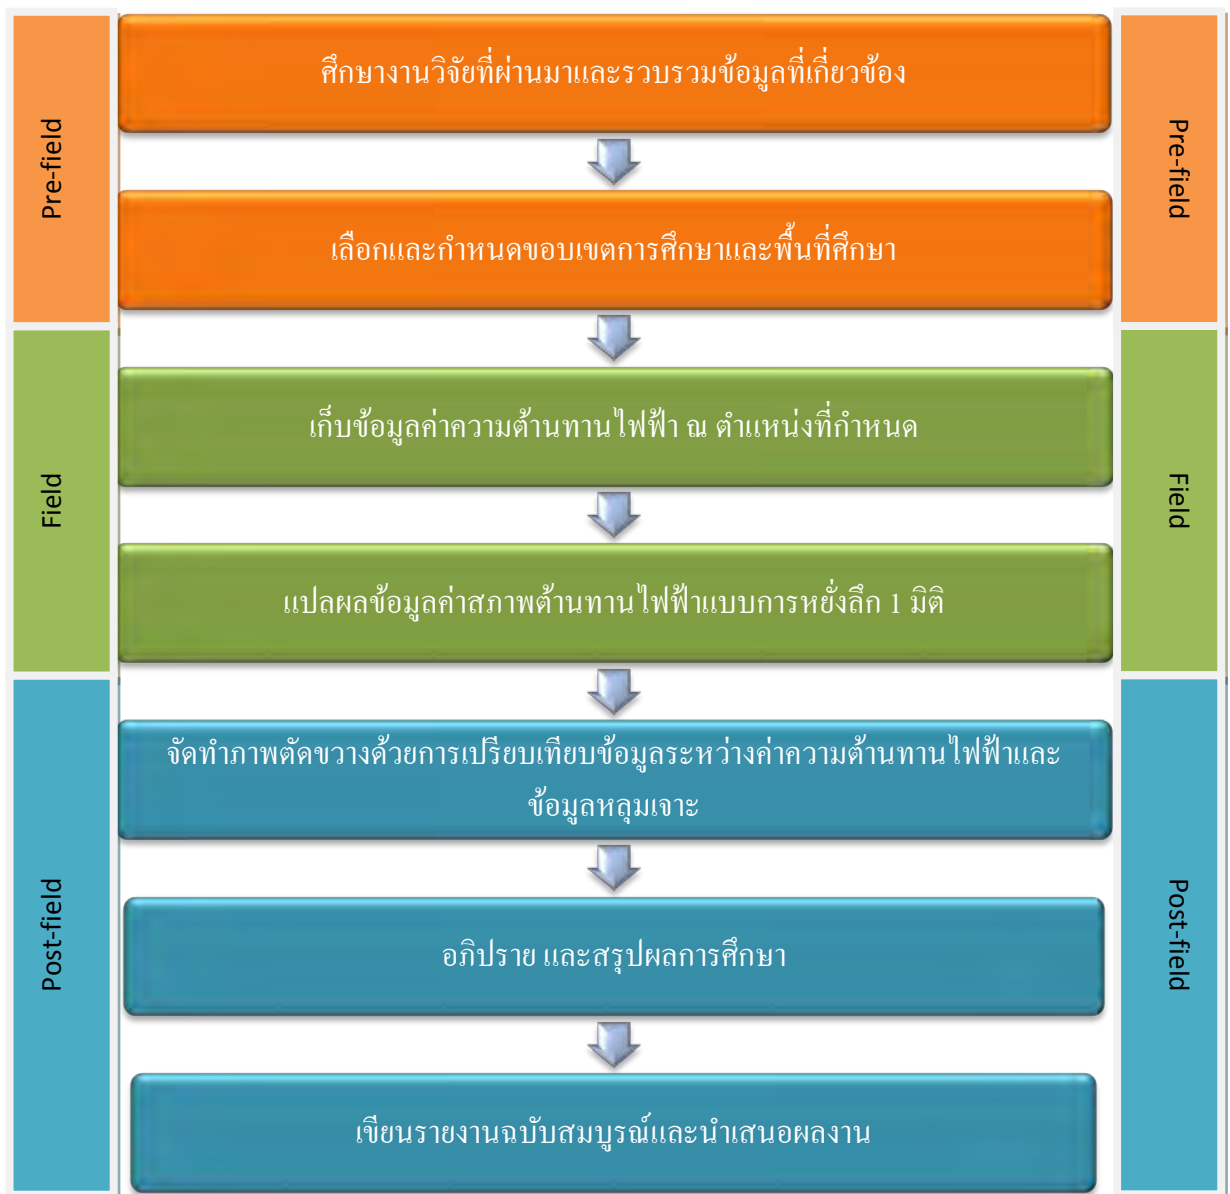 Pre-field
ศึกษางานวิจัยที่ผ่านมาและรวบรวมข้อมูลที่เกี่ยวข้อง
Pre-field
เลือกและกำหนดขอบเขตการศึกษาและพื้นที่ศึกษา
Field
เก็บข้อมูลค่าความต้านทานไฟฟ้า ณ ตำแหน่งที่กำหนด
Field
แปลผลข้อมูลค่าสภาพต้านทานไฟฟ้าแบบการหยั่งลึก 1 มิติ
Post-field
จัดทำภาพตัดขวางด้วยการเปรียบเทียบข้อมูลระหว่างค่าความต้านทานไฟฟ้าและ
ข้อมูลหลุมเจาะ
Post-field
อภิปราย และสรุปผลการศึกษา
เขียนรายงานฉบับสมบูรณ์และนำเสนอผลงาน